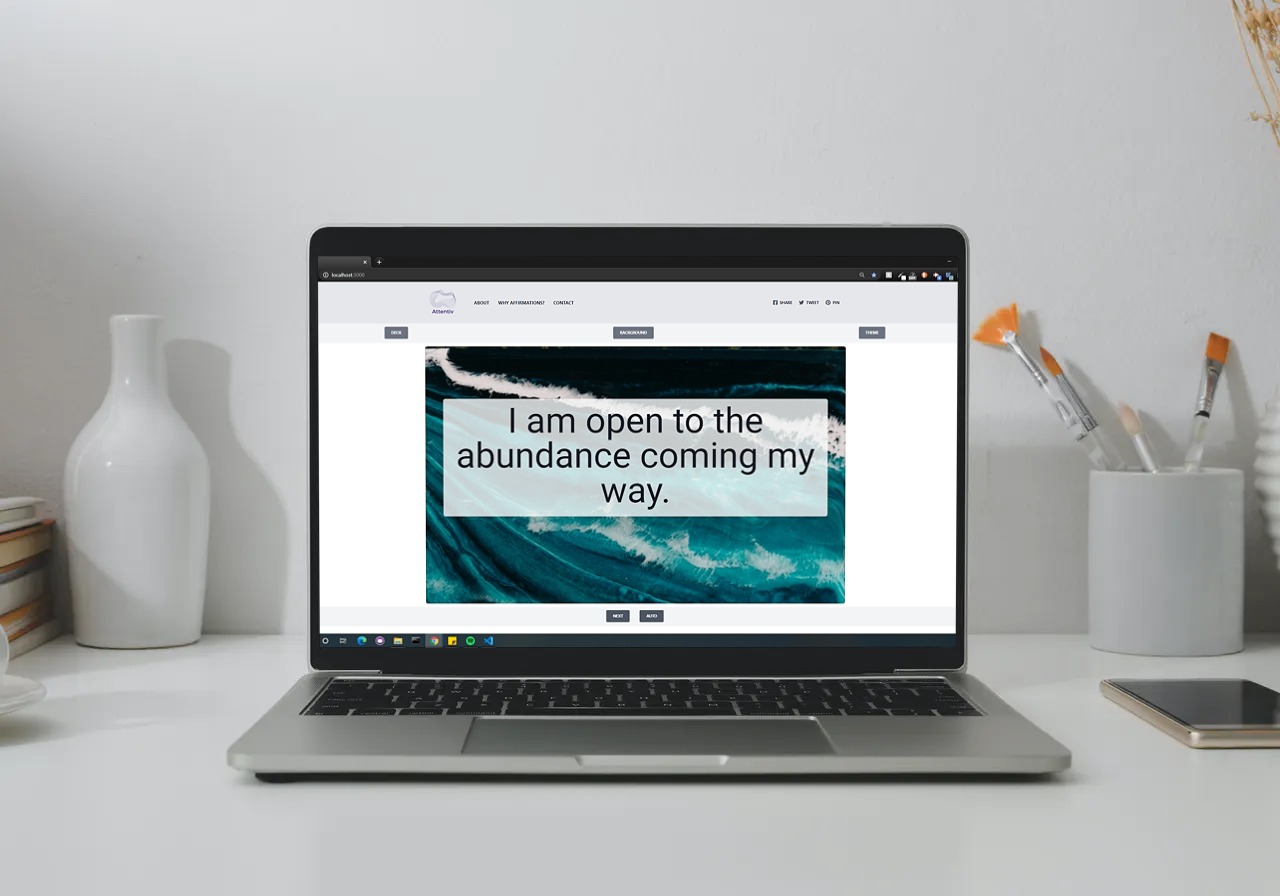 localhost:3000
Attentiv
ABOUT WHY AFFIRMATIONS? CONTACT
SHARE TWEET PIN
DECK BACKGROUND THEME
I am open to the
abundance coming my
way.
NEXT AUTO